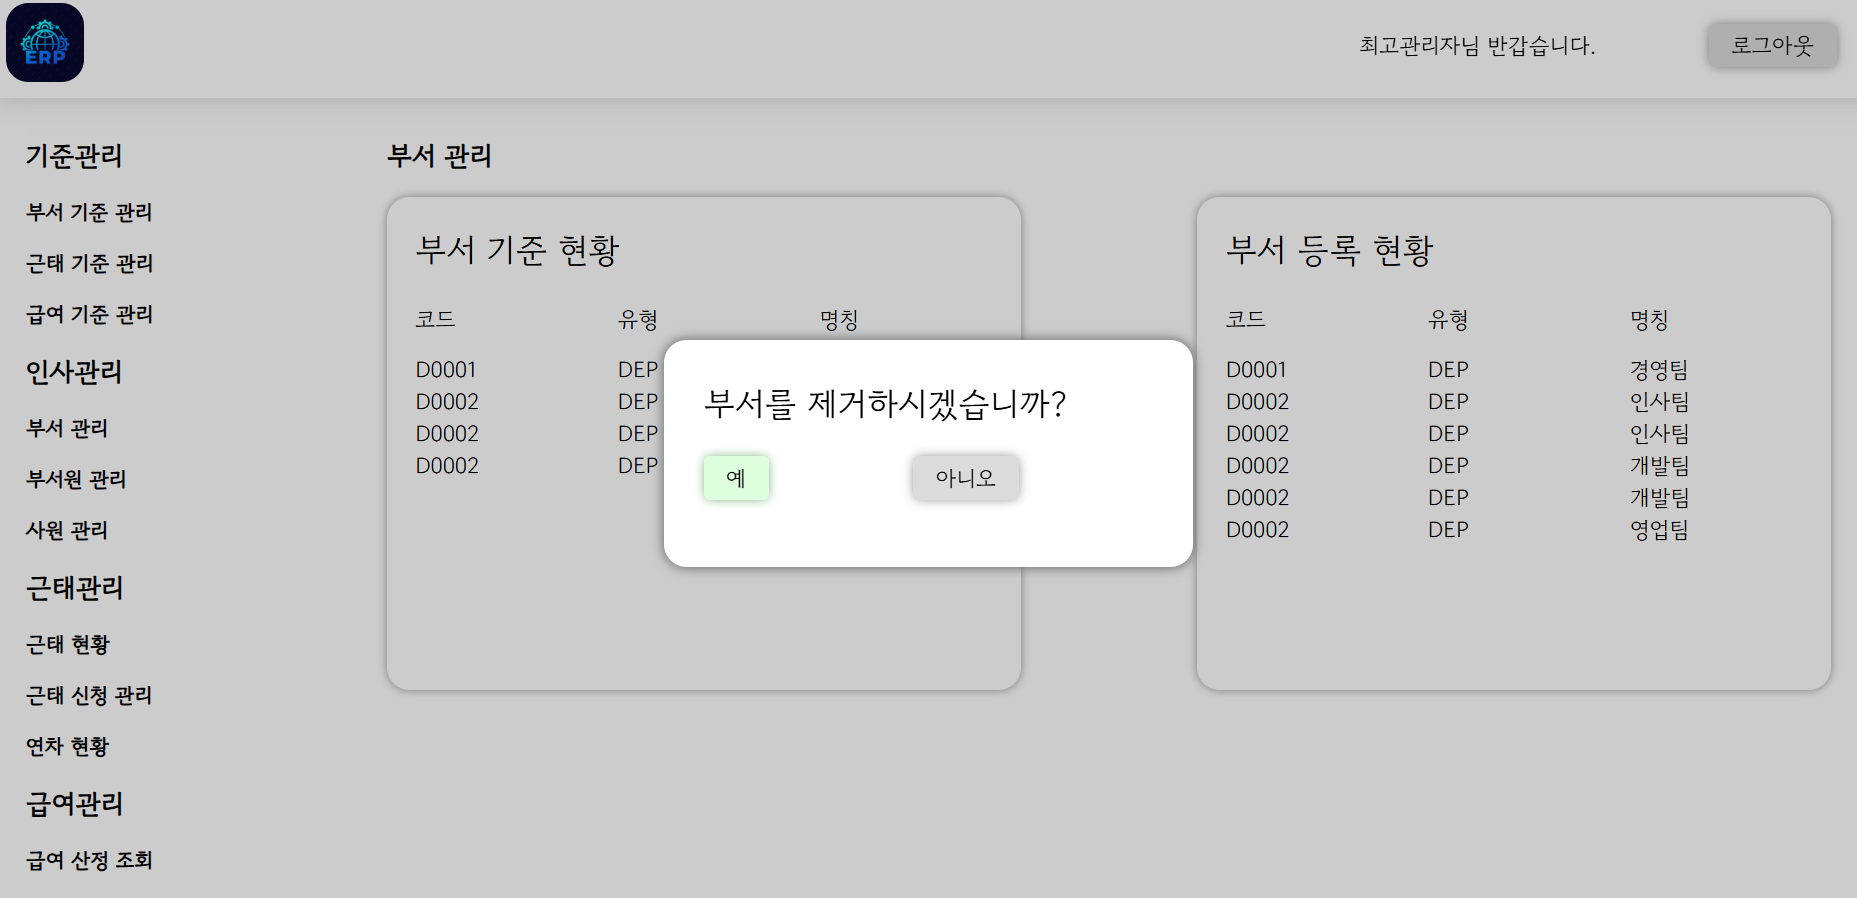 ERP
최고관리자님 반갑습니다.
로그아웃
기준관리
부서 기준 관리
근태 기준 관리
급여 기준 관리
인사관리
부서 관리
부서원 관리
사원 관리
근태관리
근태 현황
근태 신청 관리
연차 현황
급여관리
급여 산정 조회
부서 관리
부서 기준 현황
코드 유형 명칭
D0001 DEP
D0002 DEP
D0002 DEP
D0002 DEP
부서를 제거하시겠습니까?
예 아니오
부서 등록 현황
코드 유형 명칭
D0001 DEP 경영팀
D0002 DEP 인사팀
D0002 DEP 인사팀
D0002 DEP 개발팀
D0002 DEP 개발팀
D0002 DEP 영업팀